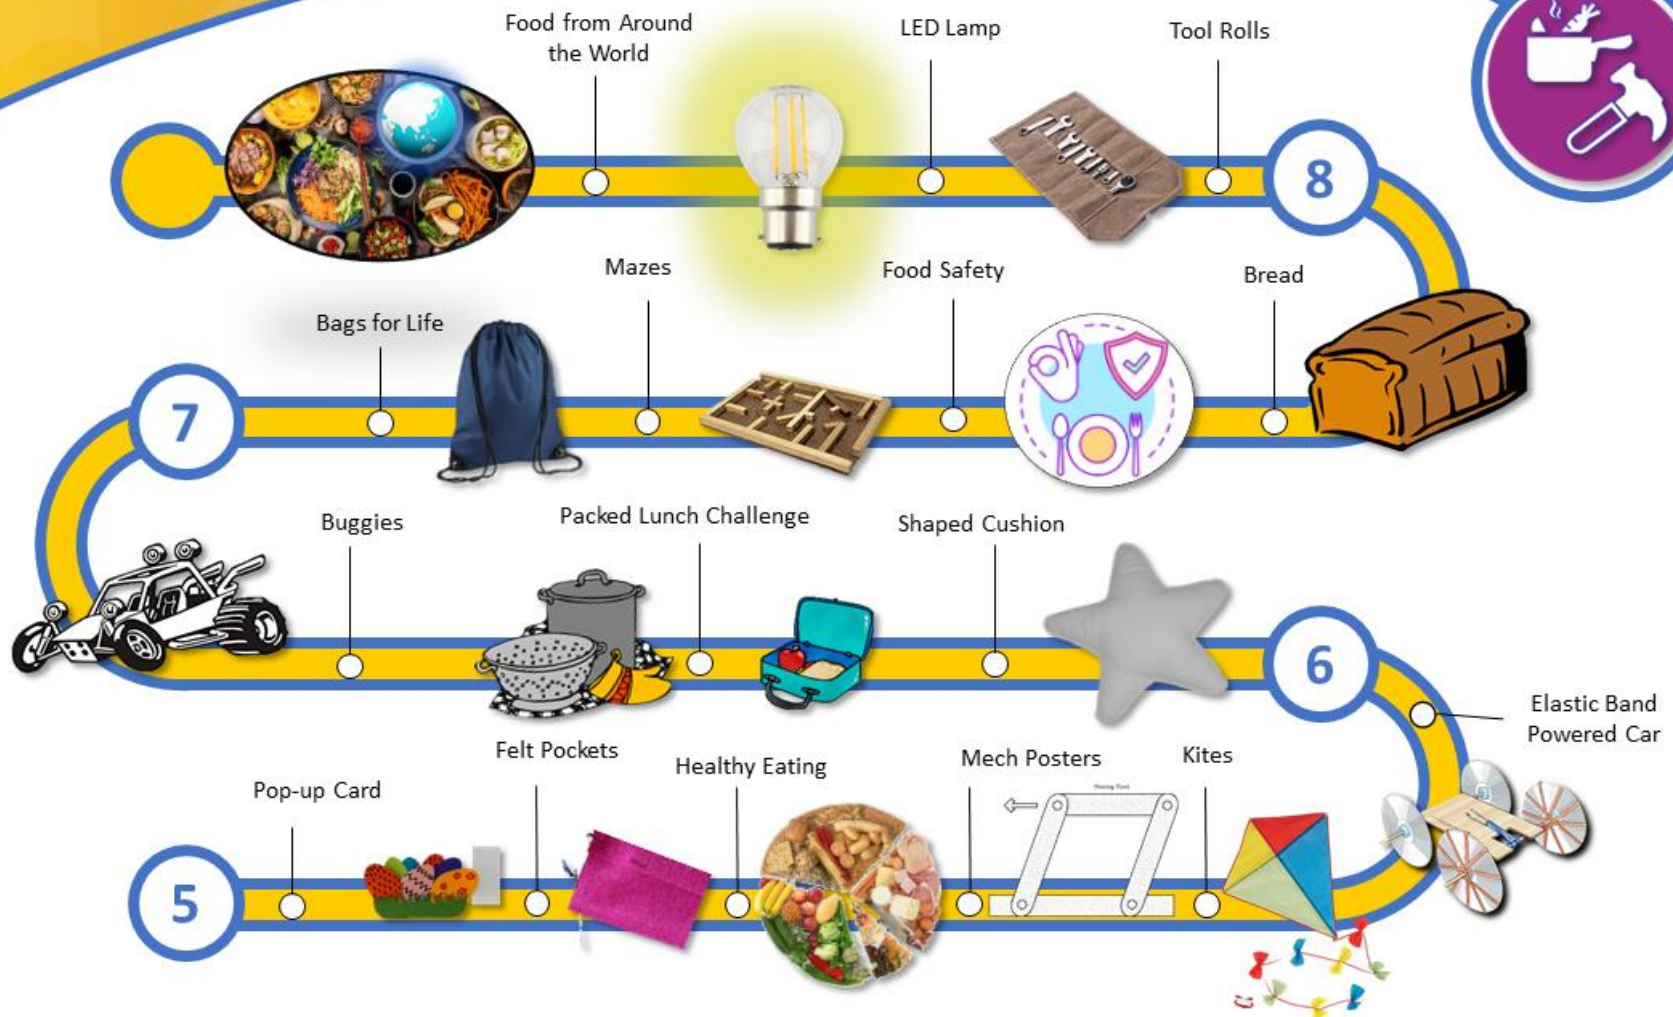 Food from Around
the World
LED Lamp
Tool Rolls
8
Bags for Life
Mazes
Food Safety
Bread
7
Buggies
Packed Lunch Challenge
Shaped Cushion
6
Elastic Band
Powered Car
Pop-up Card
Felt Pockets
Healthy Eating
Mech Posters
Kites
5